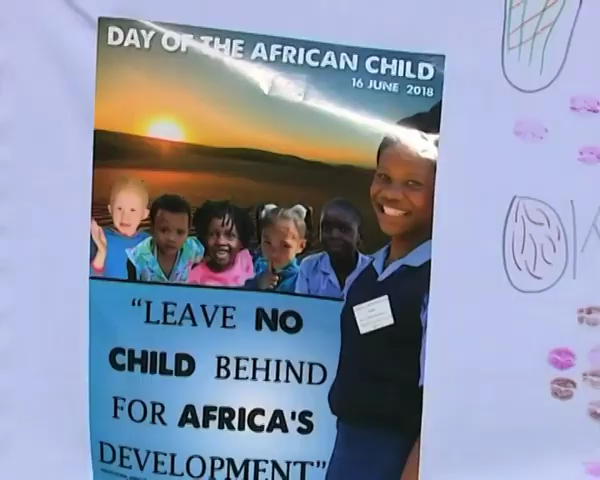 DAY OF THE AFRICAN CHILD
16 JUNE 2018
"LEAVE NO
CHILD BEHIND
FOR AFRICA'S
DEVELOPMENT"